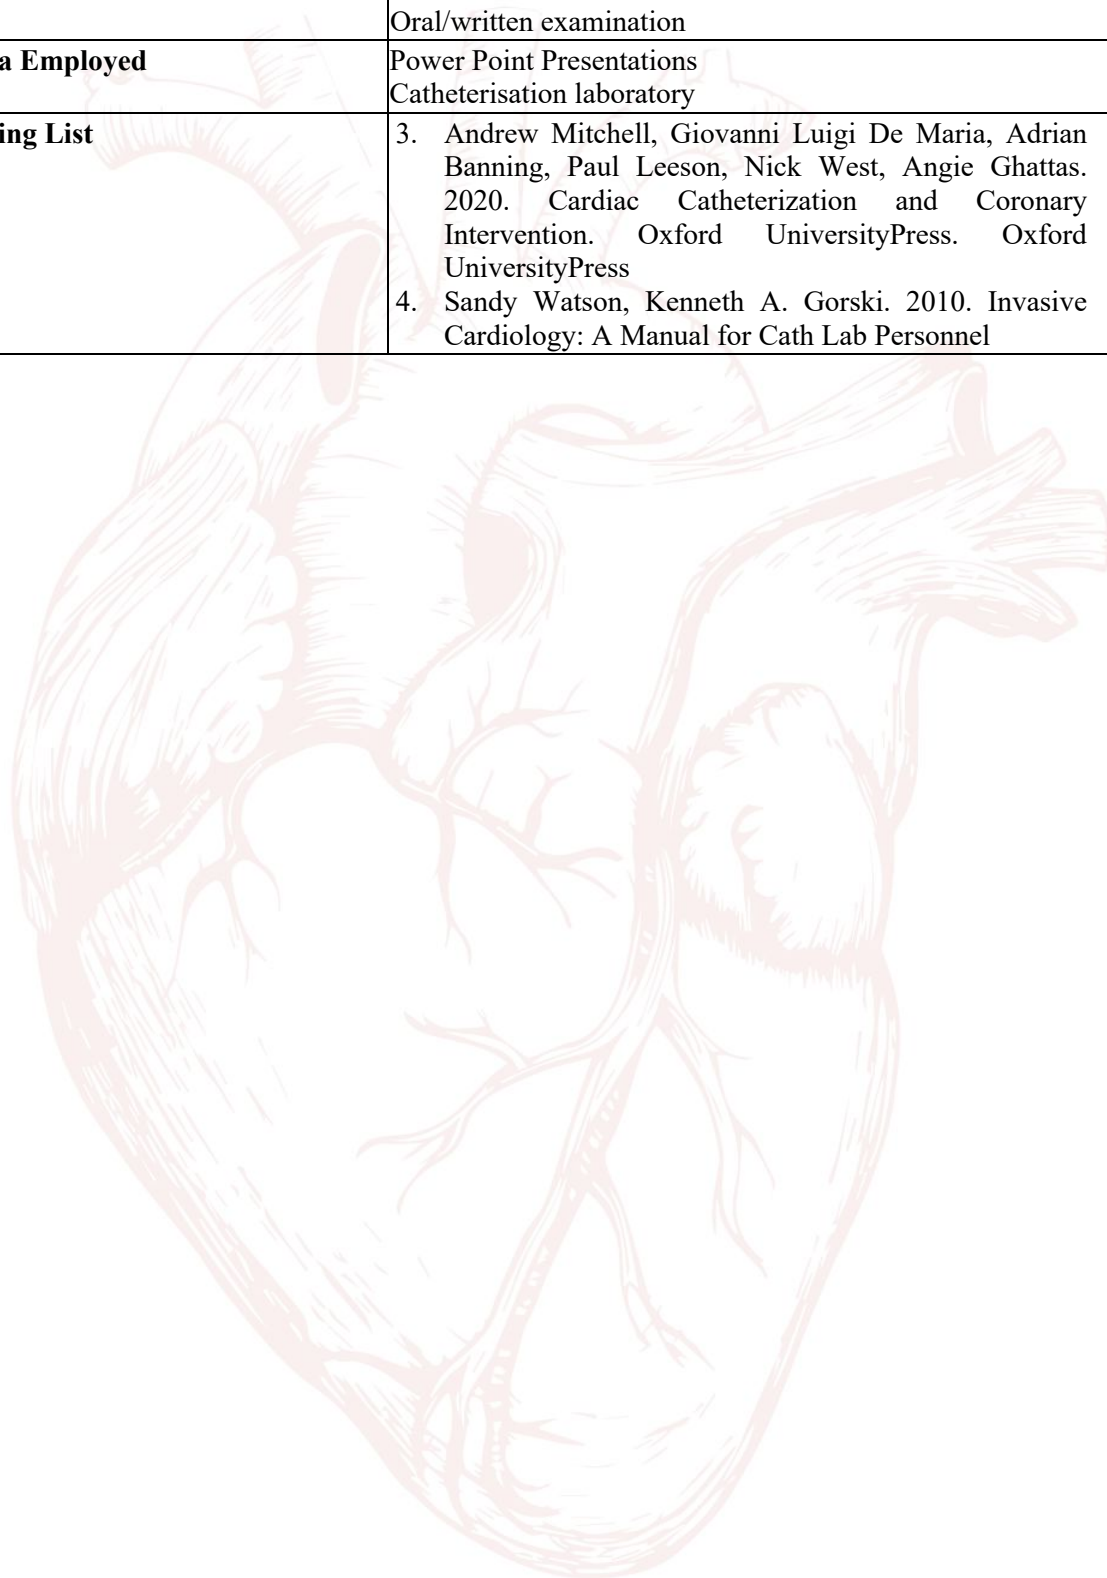 Oral/written examination
a Employed
Power Point Presentations
Catheterisation laboratory
ing List
3. Andrew Mitchell, Giovanni Luigi De Maria, Adrian
Banning, Paul Leeson, Nick West, Angie Ghattas.
2020. Cardiac Catheterization and Coronary
Intervention. Oxford UniversityPress. Oxford
UniversityPress
4. Sandy Watson, Kenneth A. Gorski. 2010. Invasive
Cardiology: A Manual for Cath Lab Personnel